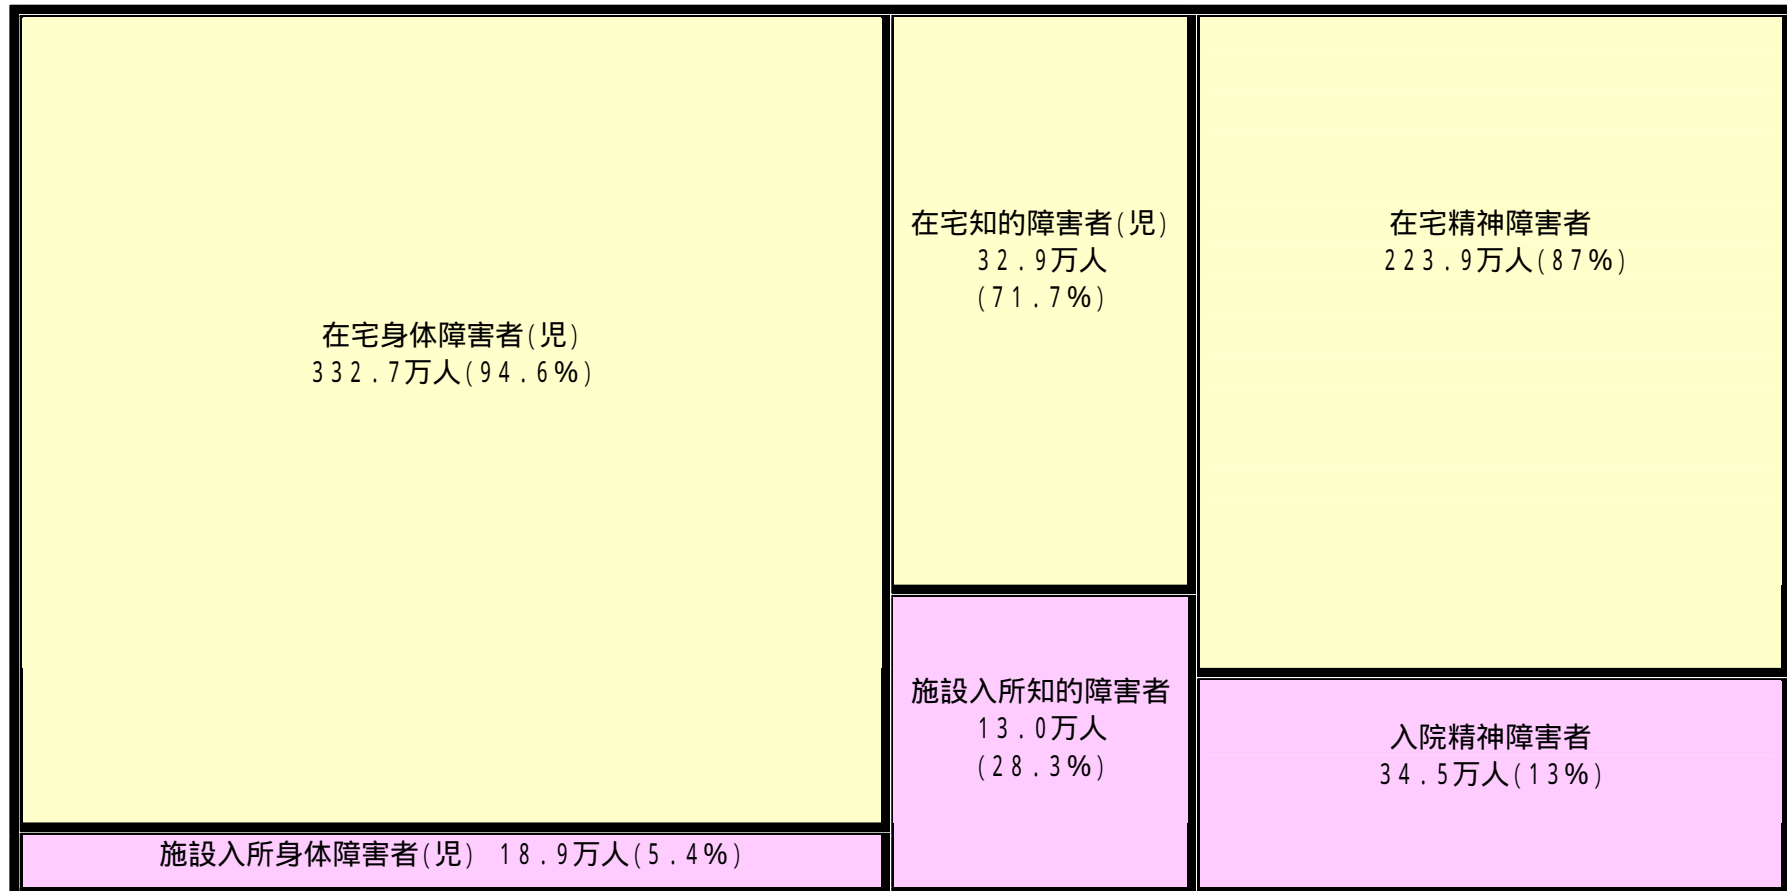 在宅身体障害者(児)
332.7万人(94.6%)
施設入所身体障害者(児) 18.9万人(5.4%)
在宅知的障害者(児)
32.9万人
(71.7%)
施設入所知的障害者
13.0万人
(28.3%)
在宅精神障害者
223.9万人(87%)
入院精神障害者
34.5万人(13%)